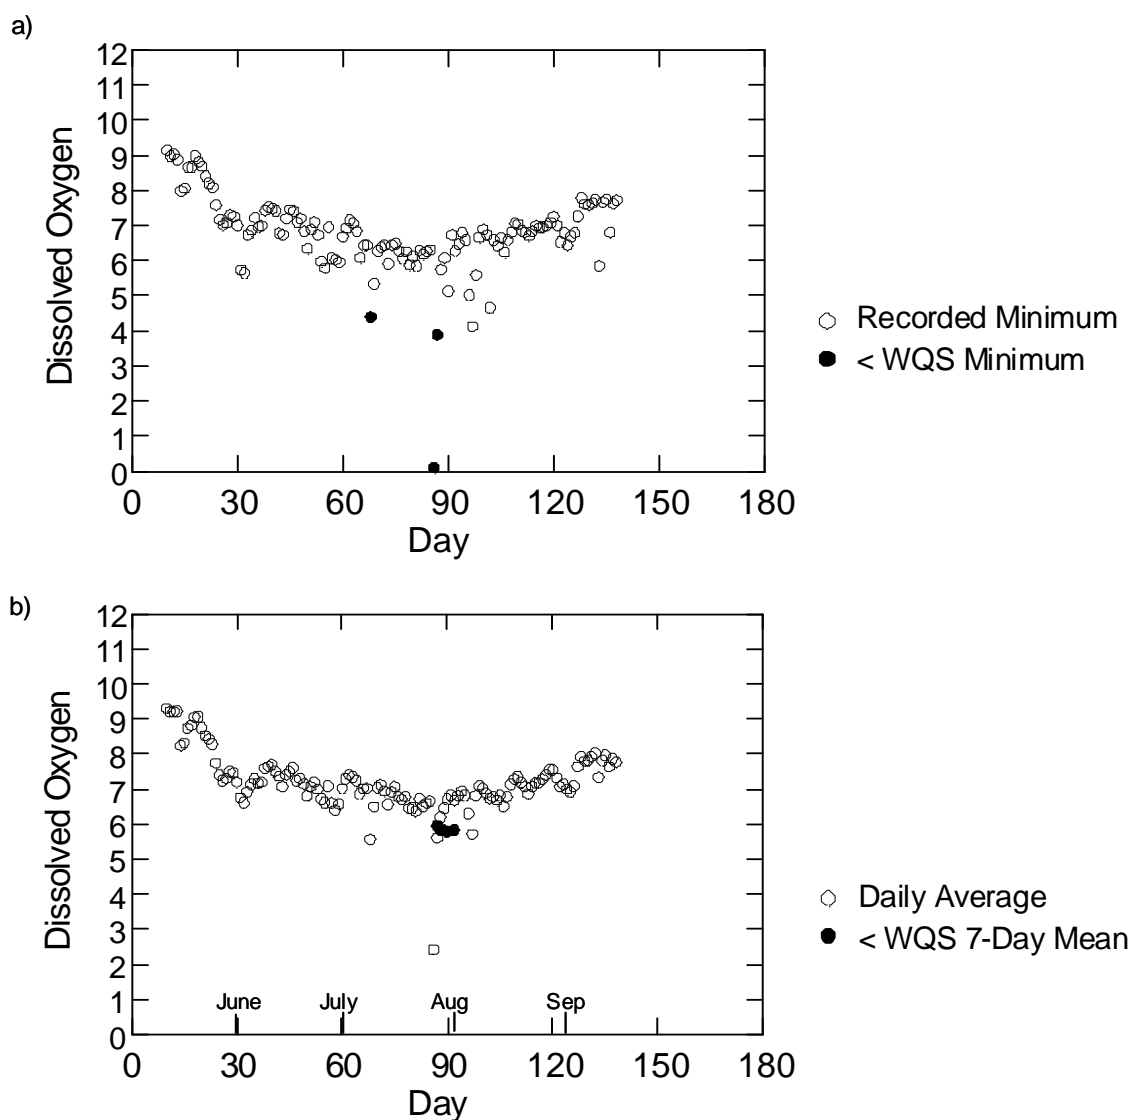 a)
12
11
10
9
8
7
6
5
4
3
2
1
0
Dissolved Oxygen
0 30 60 90 120 150 180
Day
Recorded Minimum
< WQS Minimum
b)
12
11
10
9
8
7
6
5
4
3
2
1
0
Dissolved Oxygen
June July Aug Sep
0 30 60 90 120 150 180
Day
Daily Average
< WQS 7-Day Mean